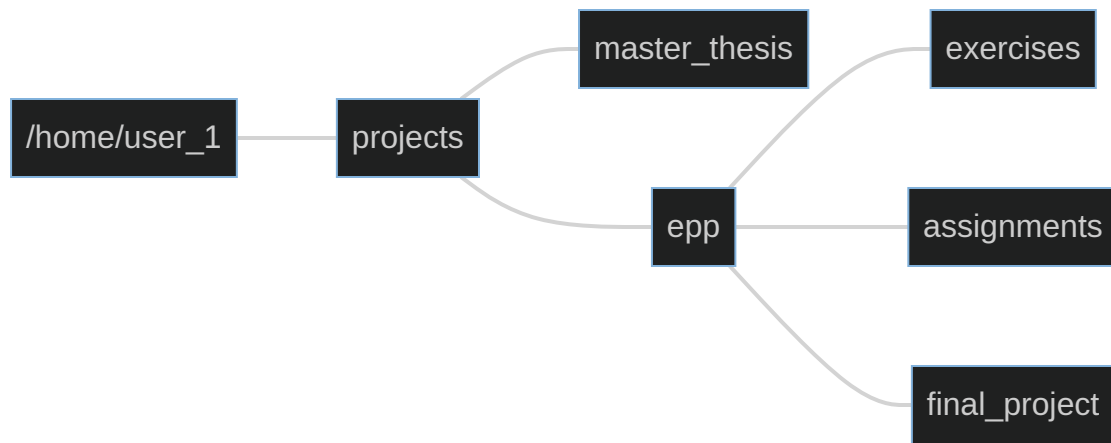 /home/user_1
projects
master_thesis
epp
exercises
assignments
final_project